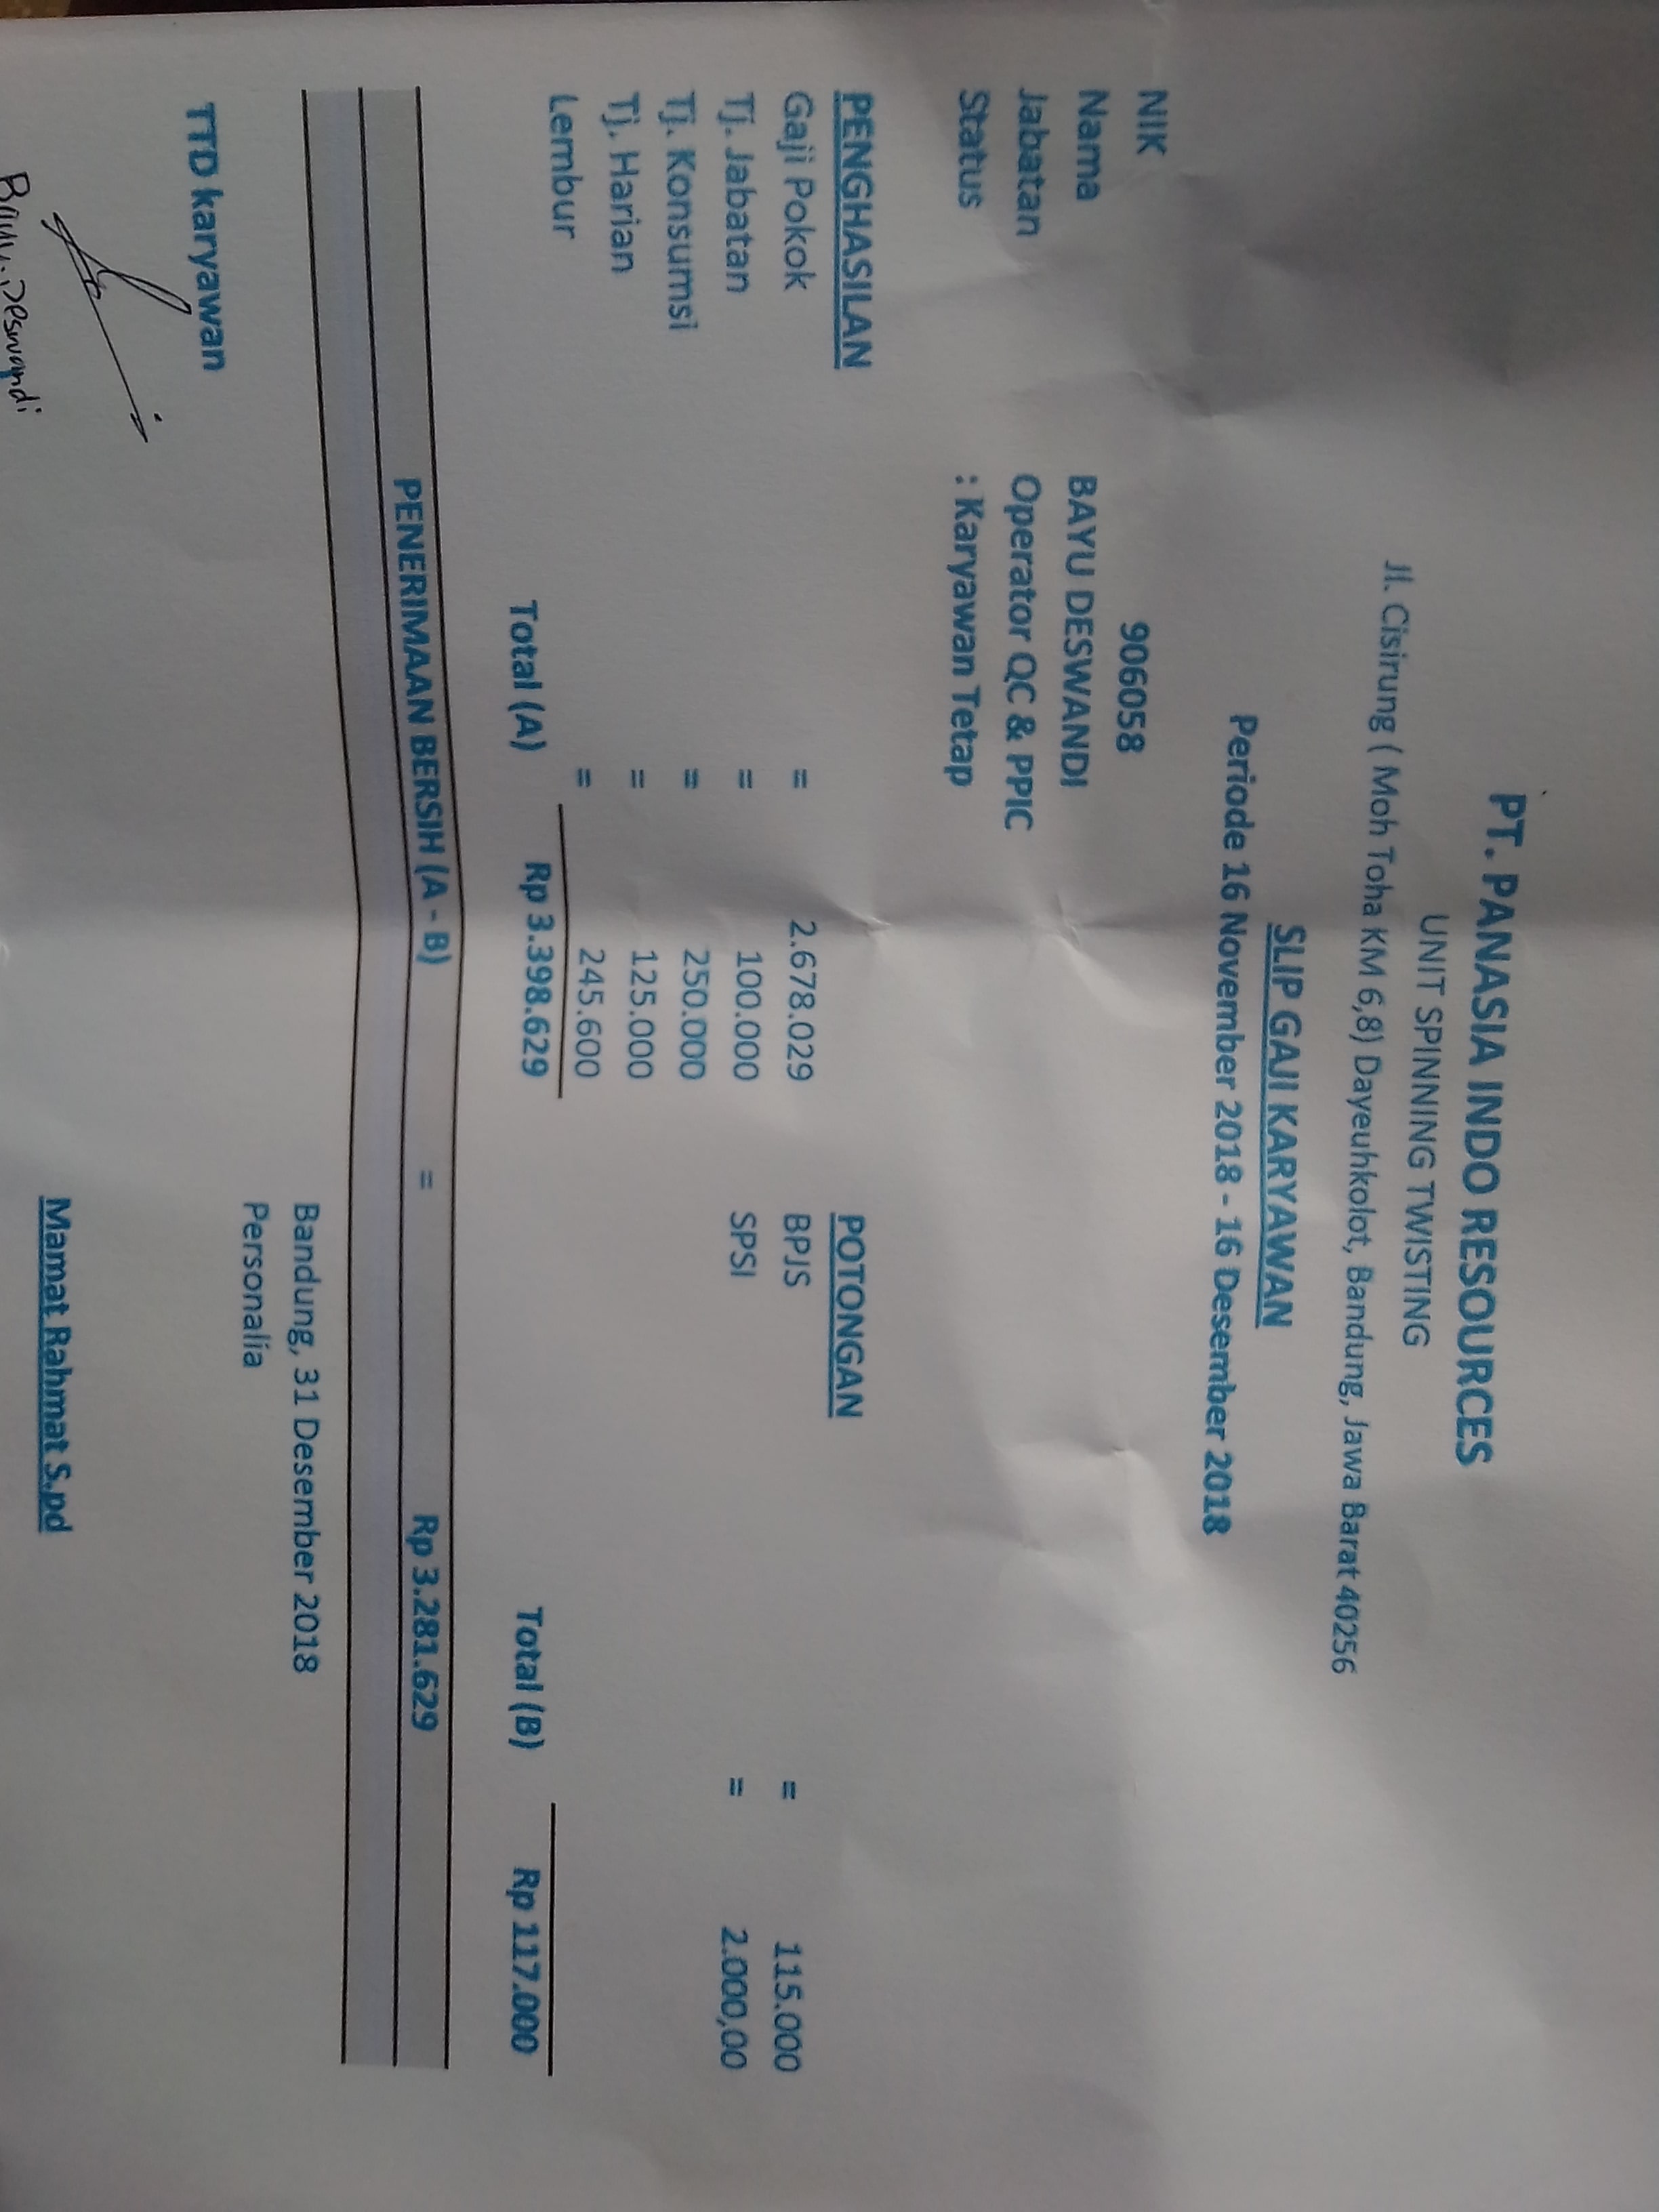 PT. PANASIA INDO RESOURCES
UNIT SPINNING TWISTING
Jl. Cisirung ( Moh Toha KM 6,8) Dayeuhkolot, Bandung, Jawa Barat 40256
SLIP GAJI KARYAWAN
Periode 16 November 2018 - 16 Desember 2018
NIK 906058
Nama BAYU DESWANDI
Jabatan Operator QC & PPIC
Status : Karyawan Tetap
PENGHASILAN POTONGAN
Gaji Pokok = 2.678.029 BPJS = 115.000
Tj. Jabatan = 100.000 SPSI = 2.000,00
Tj. Konsumsi = 250.000
Tj. Harian = 125.000
Lembur = 245.600
Total (A) Rp 3.398.629 Total (B) Rp 117.000
PENERIMAAN BERSIH (A - B) = Rp 3.281.629
Bandung, 31 Desember 2018
TTD karyawan Personalia
Bayu.Deswandi Mamat Rahmat S.pd